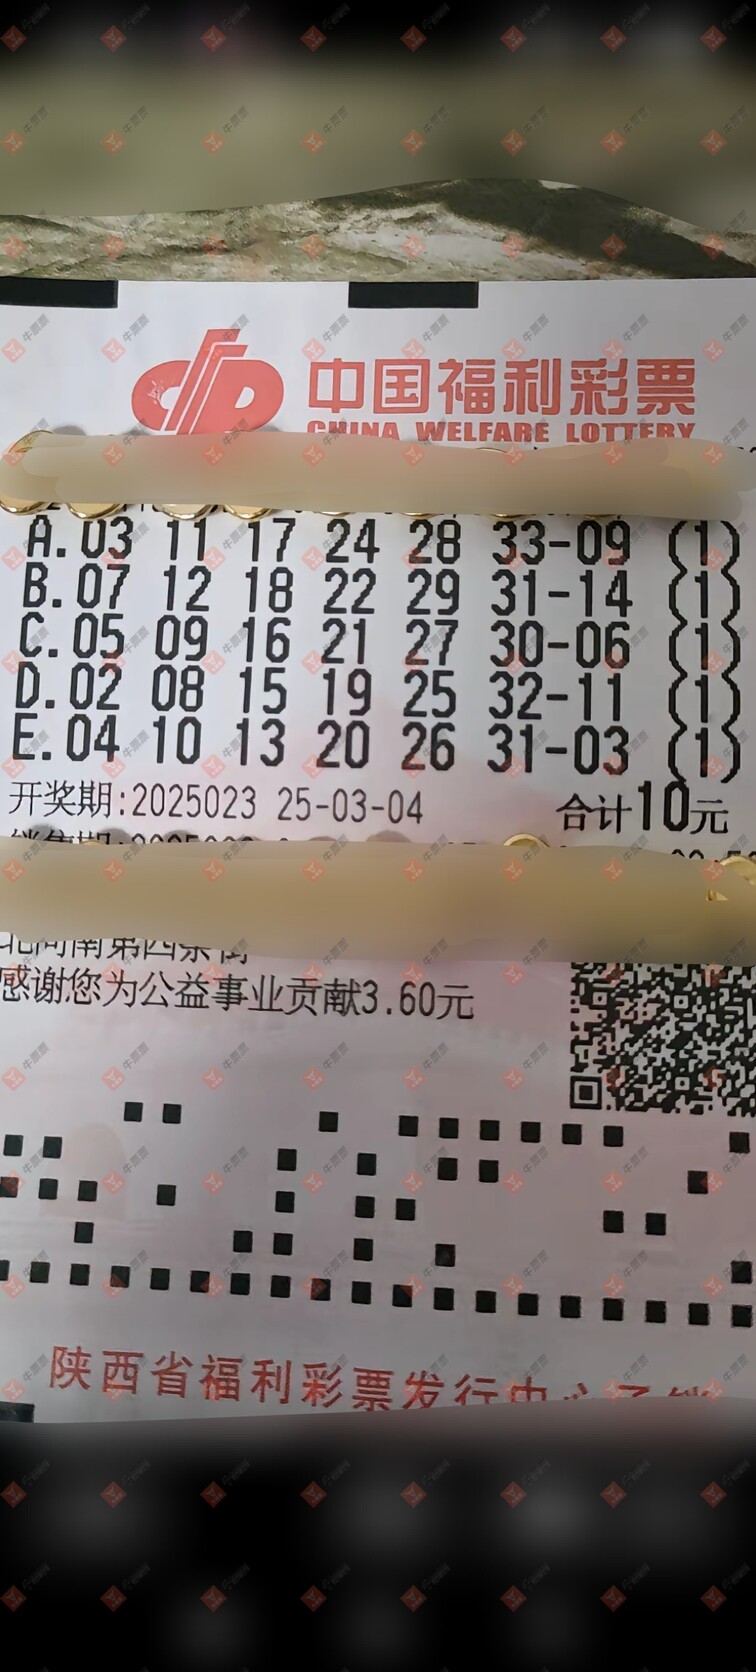 中国福利彩票
CHINA WELFARE LOTTERY
A.03 11 17 24 28 33-09 (1)
B.07 12 18 22 29 31-14 (1)
C.05 09 16 21 27 30-06 (1)
D.02 08 15 19 25 32-11 (1)
E.04 10 13 20 26 31-03 (1)
开奖期:2025023 25-03-04 合计10元
感谢您为公益事业贡献3.60元
陕西省福利彩票发行中心